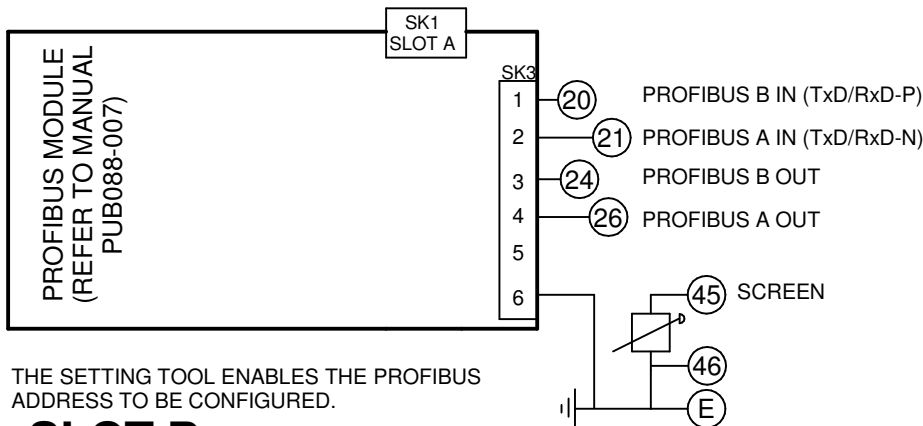 SK1
SLOT A
PROFIBUS MODULE
(REFER TO MANUAL
PUB088-007)
SK3
1 20 PROFIBUS B IN (TxD/RxD-P)
2 21 PROFIBUS A IN (TxD/RxD-N)
3 24 PROFIBUS B OUT
4 26 PROFIBUS A OUT
5
6
45 SCREEN
46
E
THE SETTING TOOL ENABLES THE PROFIBUS
ADDRESS TO BE CONFIGURED.